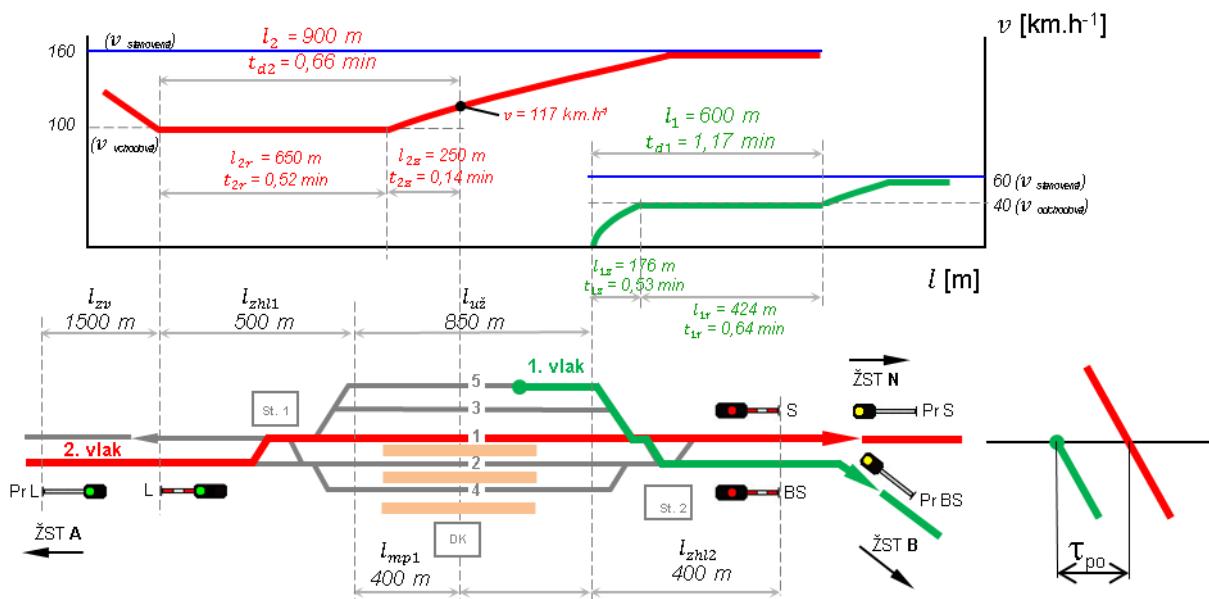 v [km.h-1]
160
(v stanovená)
l2 = 900 m
td2 = 0,66 min
100
(v vchodová)
v = 117 km.h-1
l2r = 650 m
t2r = 0,52 min
l2z = 250 m
t2z = 0,14 min
l1 = 600 m
td1 = 1,17 min
60 (v stanovená)
40 (v odchodová)
l1z = 176 m
t1z = 0,53 min
l [m]
l1r = 424 m
t1r = 0,64 min
lzv
1500 m
lzhl1
500 m
luž
850 m
1. vlak
5
3
1
2
4
St. 1
2. vlak
Pr L
L
ŽST A
DK
St. 2
S
BS
ŽST N
Pr S
Pr BS
ŽST B
lmp1
400 m
lzhl2
400 m
τpo